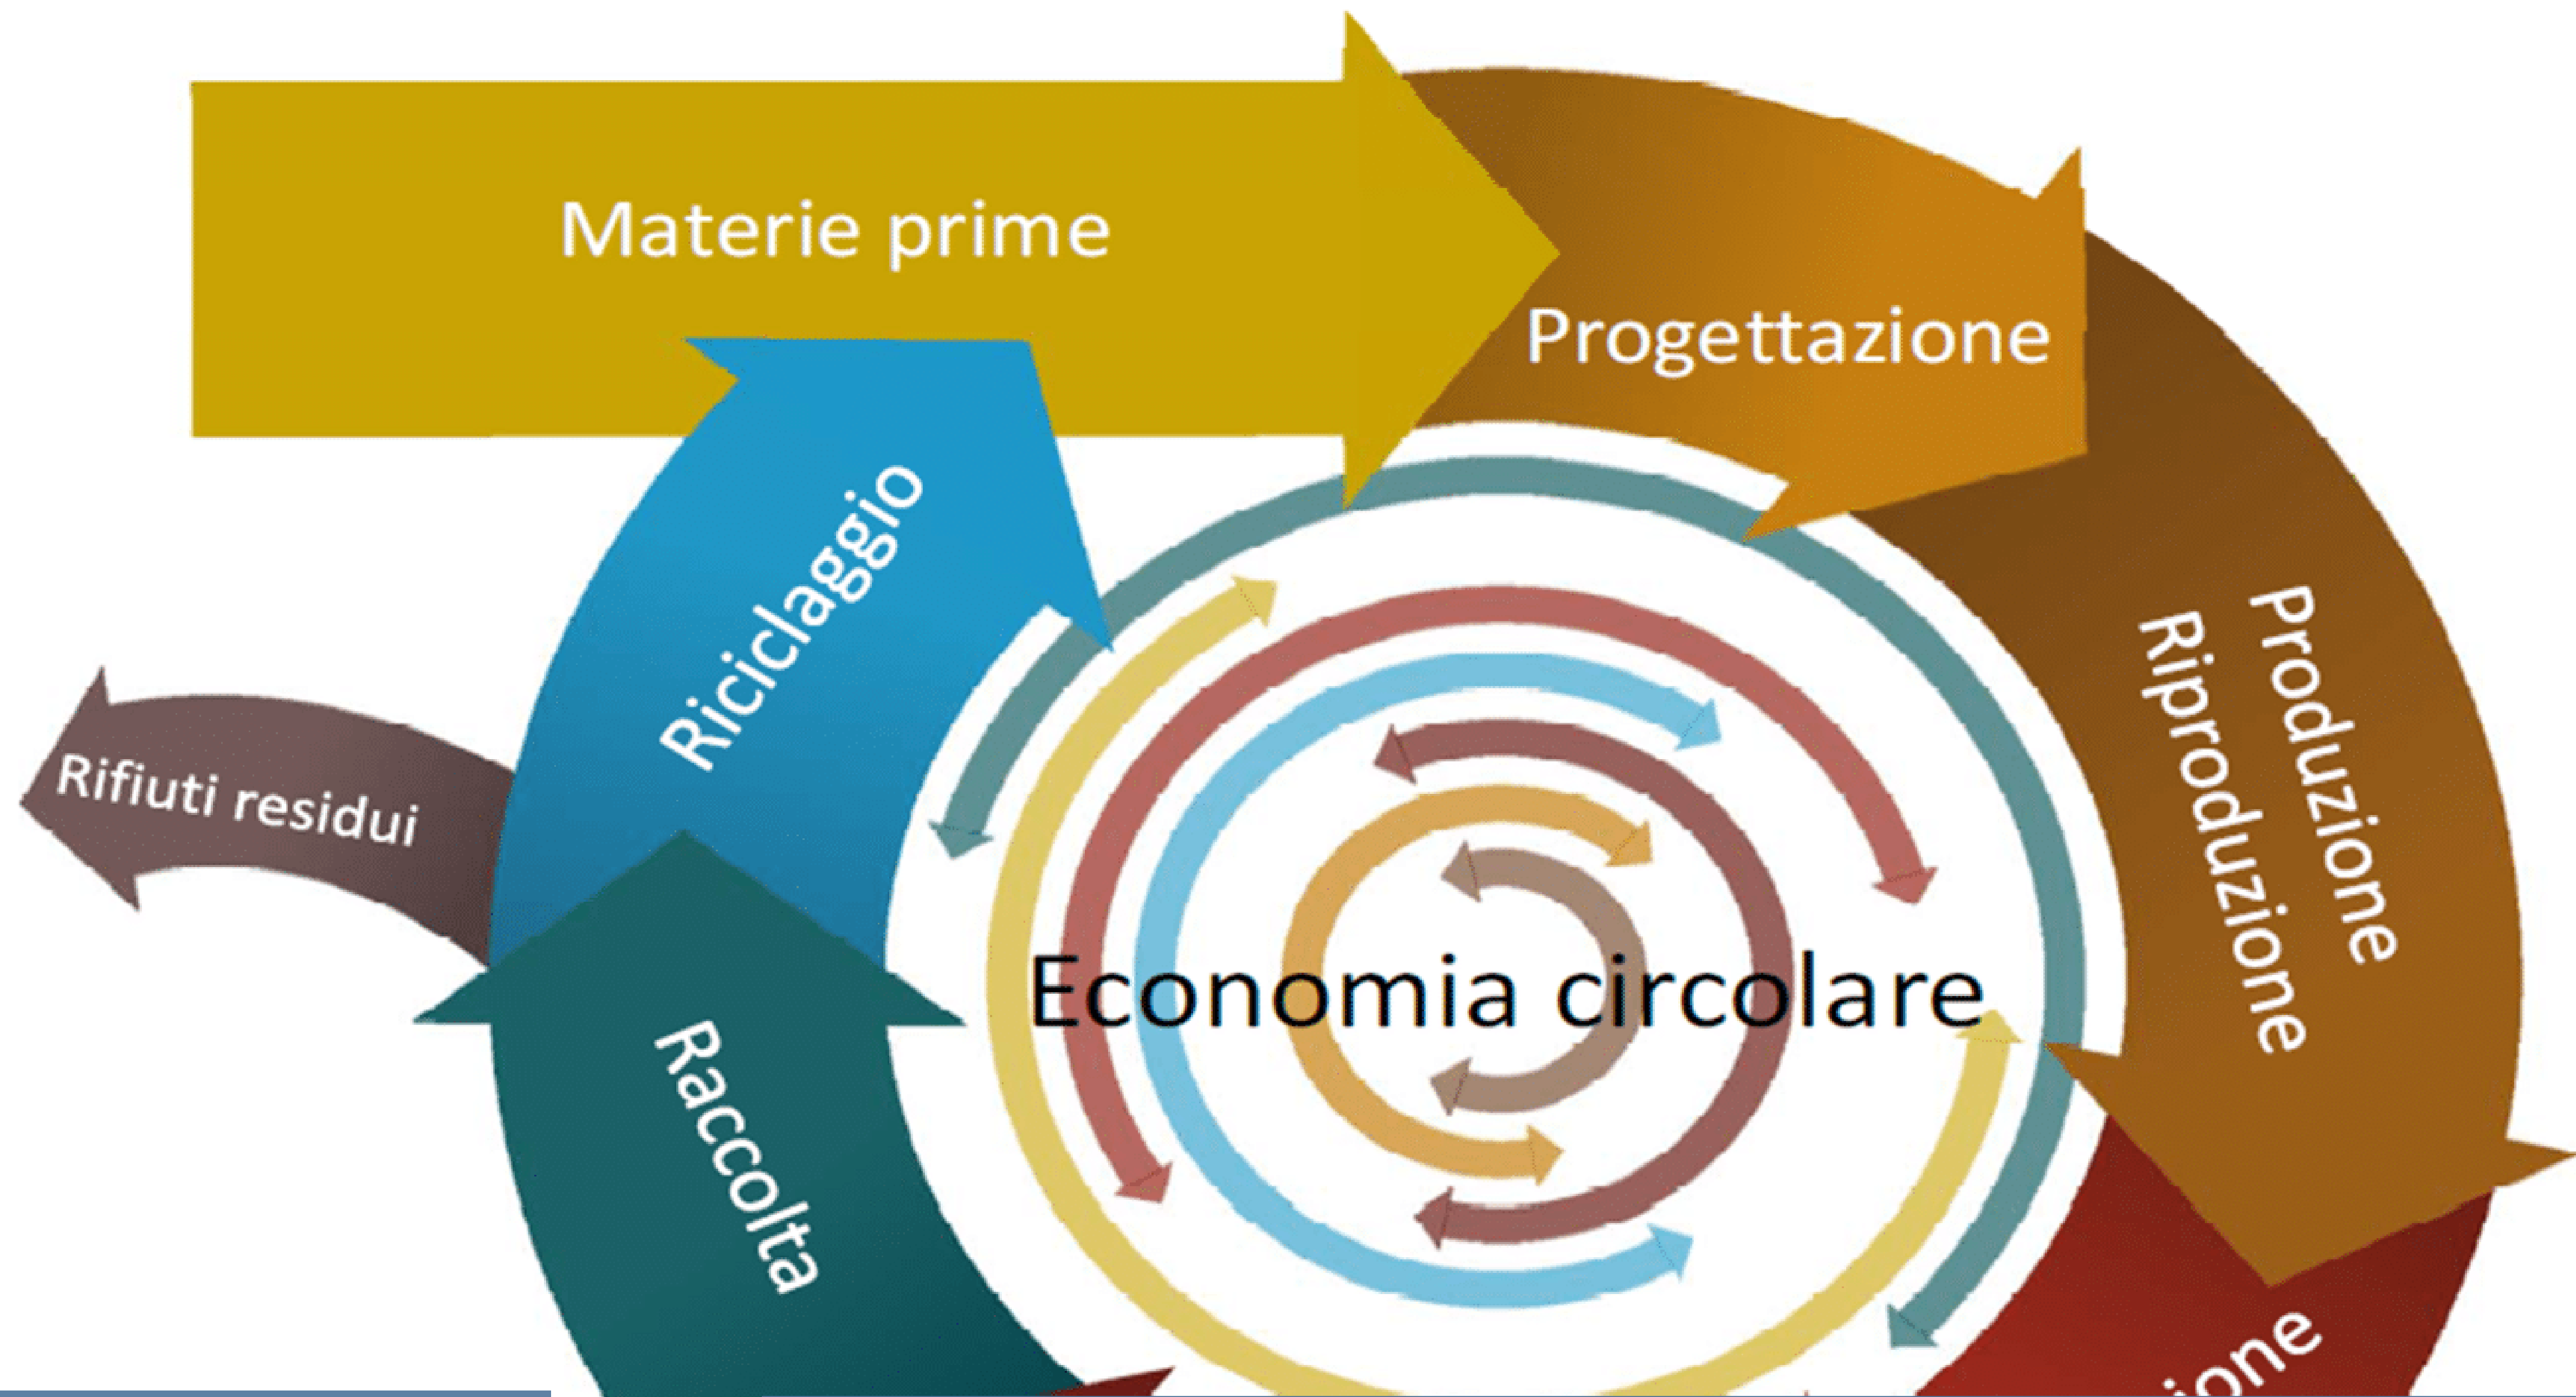 Materie prime
Progettazione
Produzione
Riproduzione
Riciclaggio
Rifiuti residui
Economia circolare
Raccolta